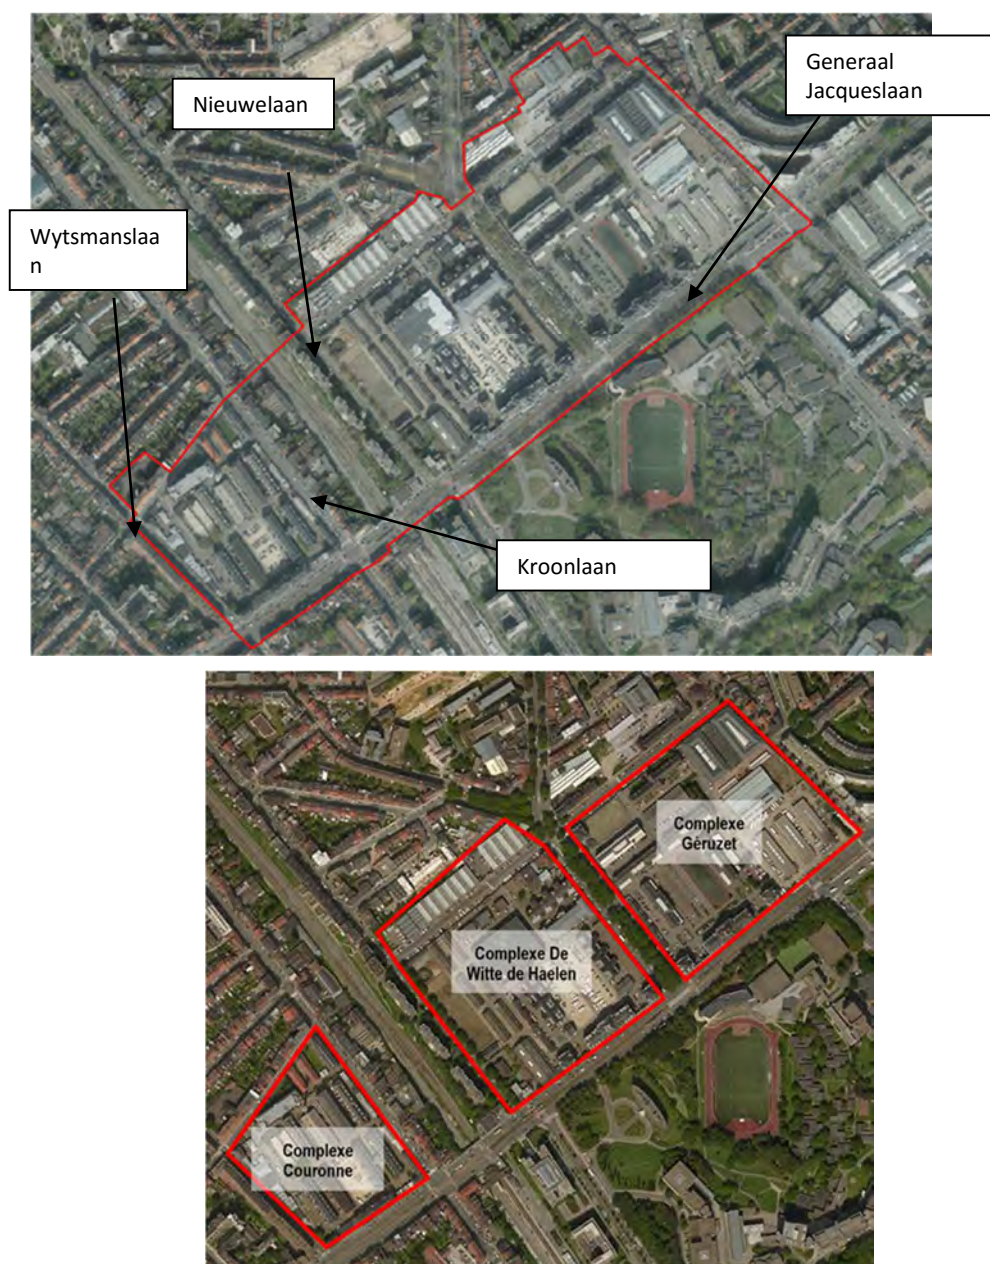 Generaal
Jacqueslaan
Nieuwelaan
Wytsmanslaa
n
Kroonlaan
Complexe
Géruzet
Complexe De
Witte de Haelen
Complexe
Couronne